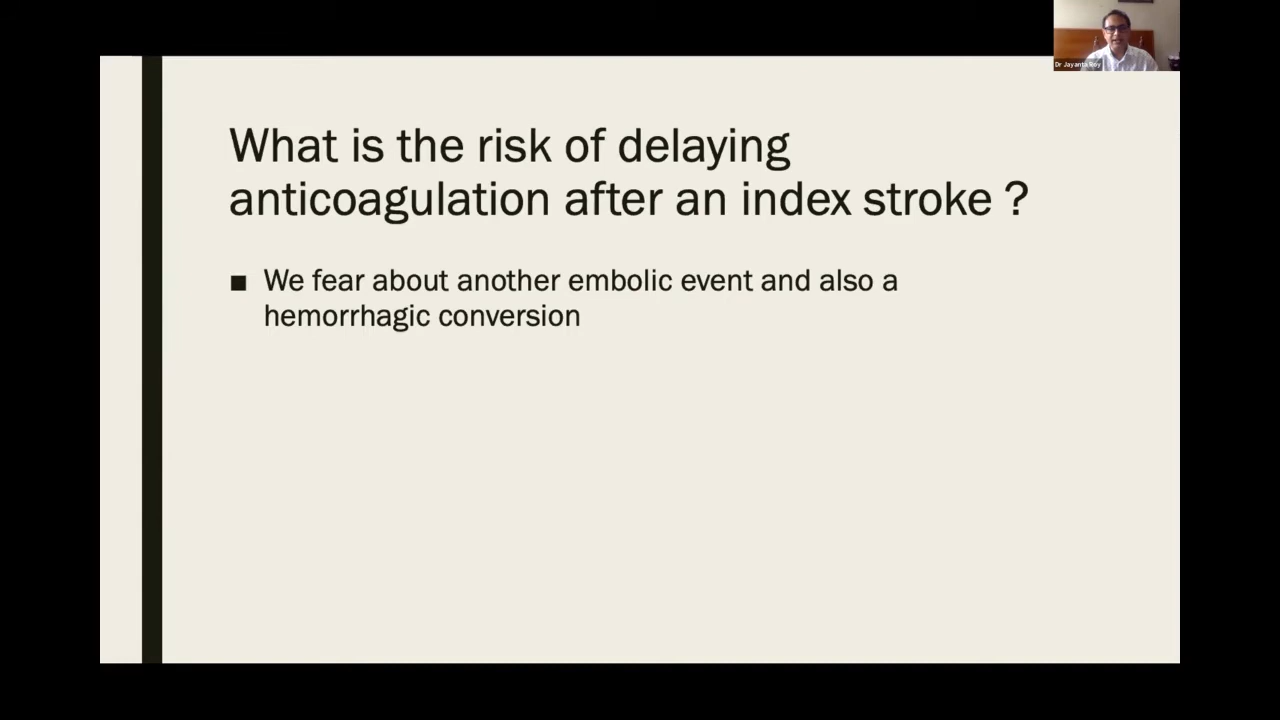 Dr Jayanta Roy
What is the risk of delaying
anticoagulation after an index stroke ?
■ We fear about another embolic event and also a
hemorrhagic conversion